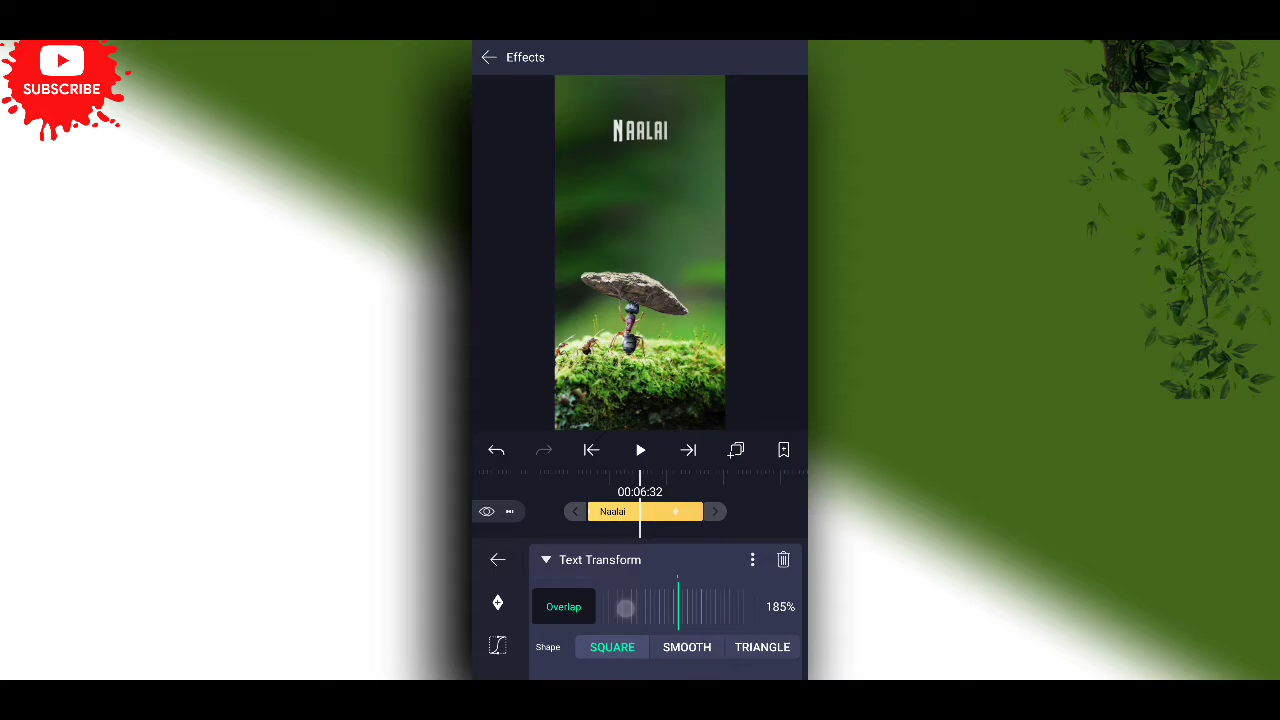 SUBSCRIBE
Effects
NAALAI
00:06:32
Naalai
Text Transform
Overlap
185%
Shape SQUARE SMOOTH TRIANGLE